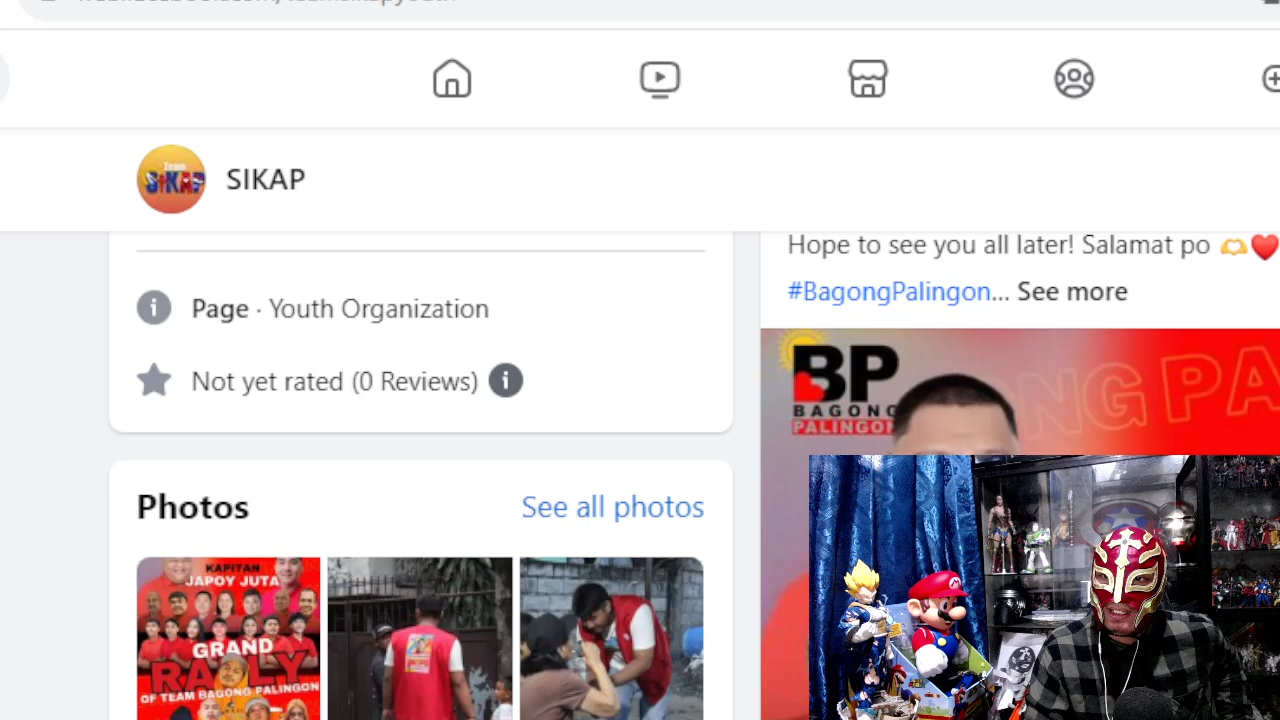 SIKAP
Team
SIKAP
Hope to see you all later! Salamat po 🫶❤️
#BagongPalingon... See more
Page · Youth Organization
Not yet rated (0 Reviews)
BP
BAGONG
PALINGON
NG PA
Photos
See all photos
KAPITAN
JAPOY JUTA
GRAND
RALLY
OF TEAM BAGONG PALINGON